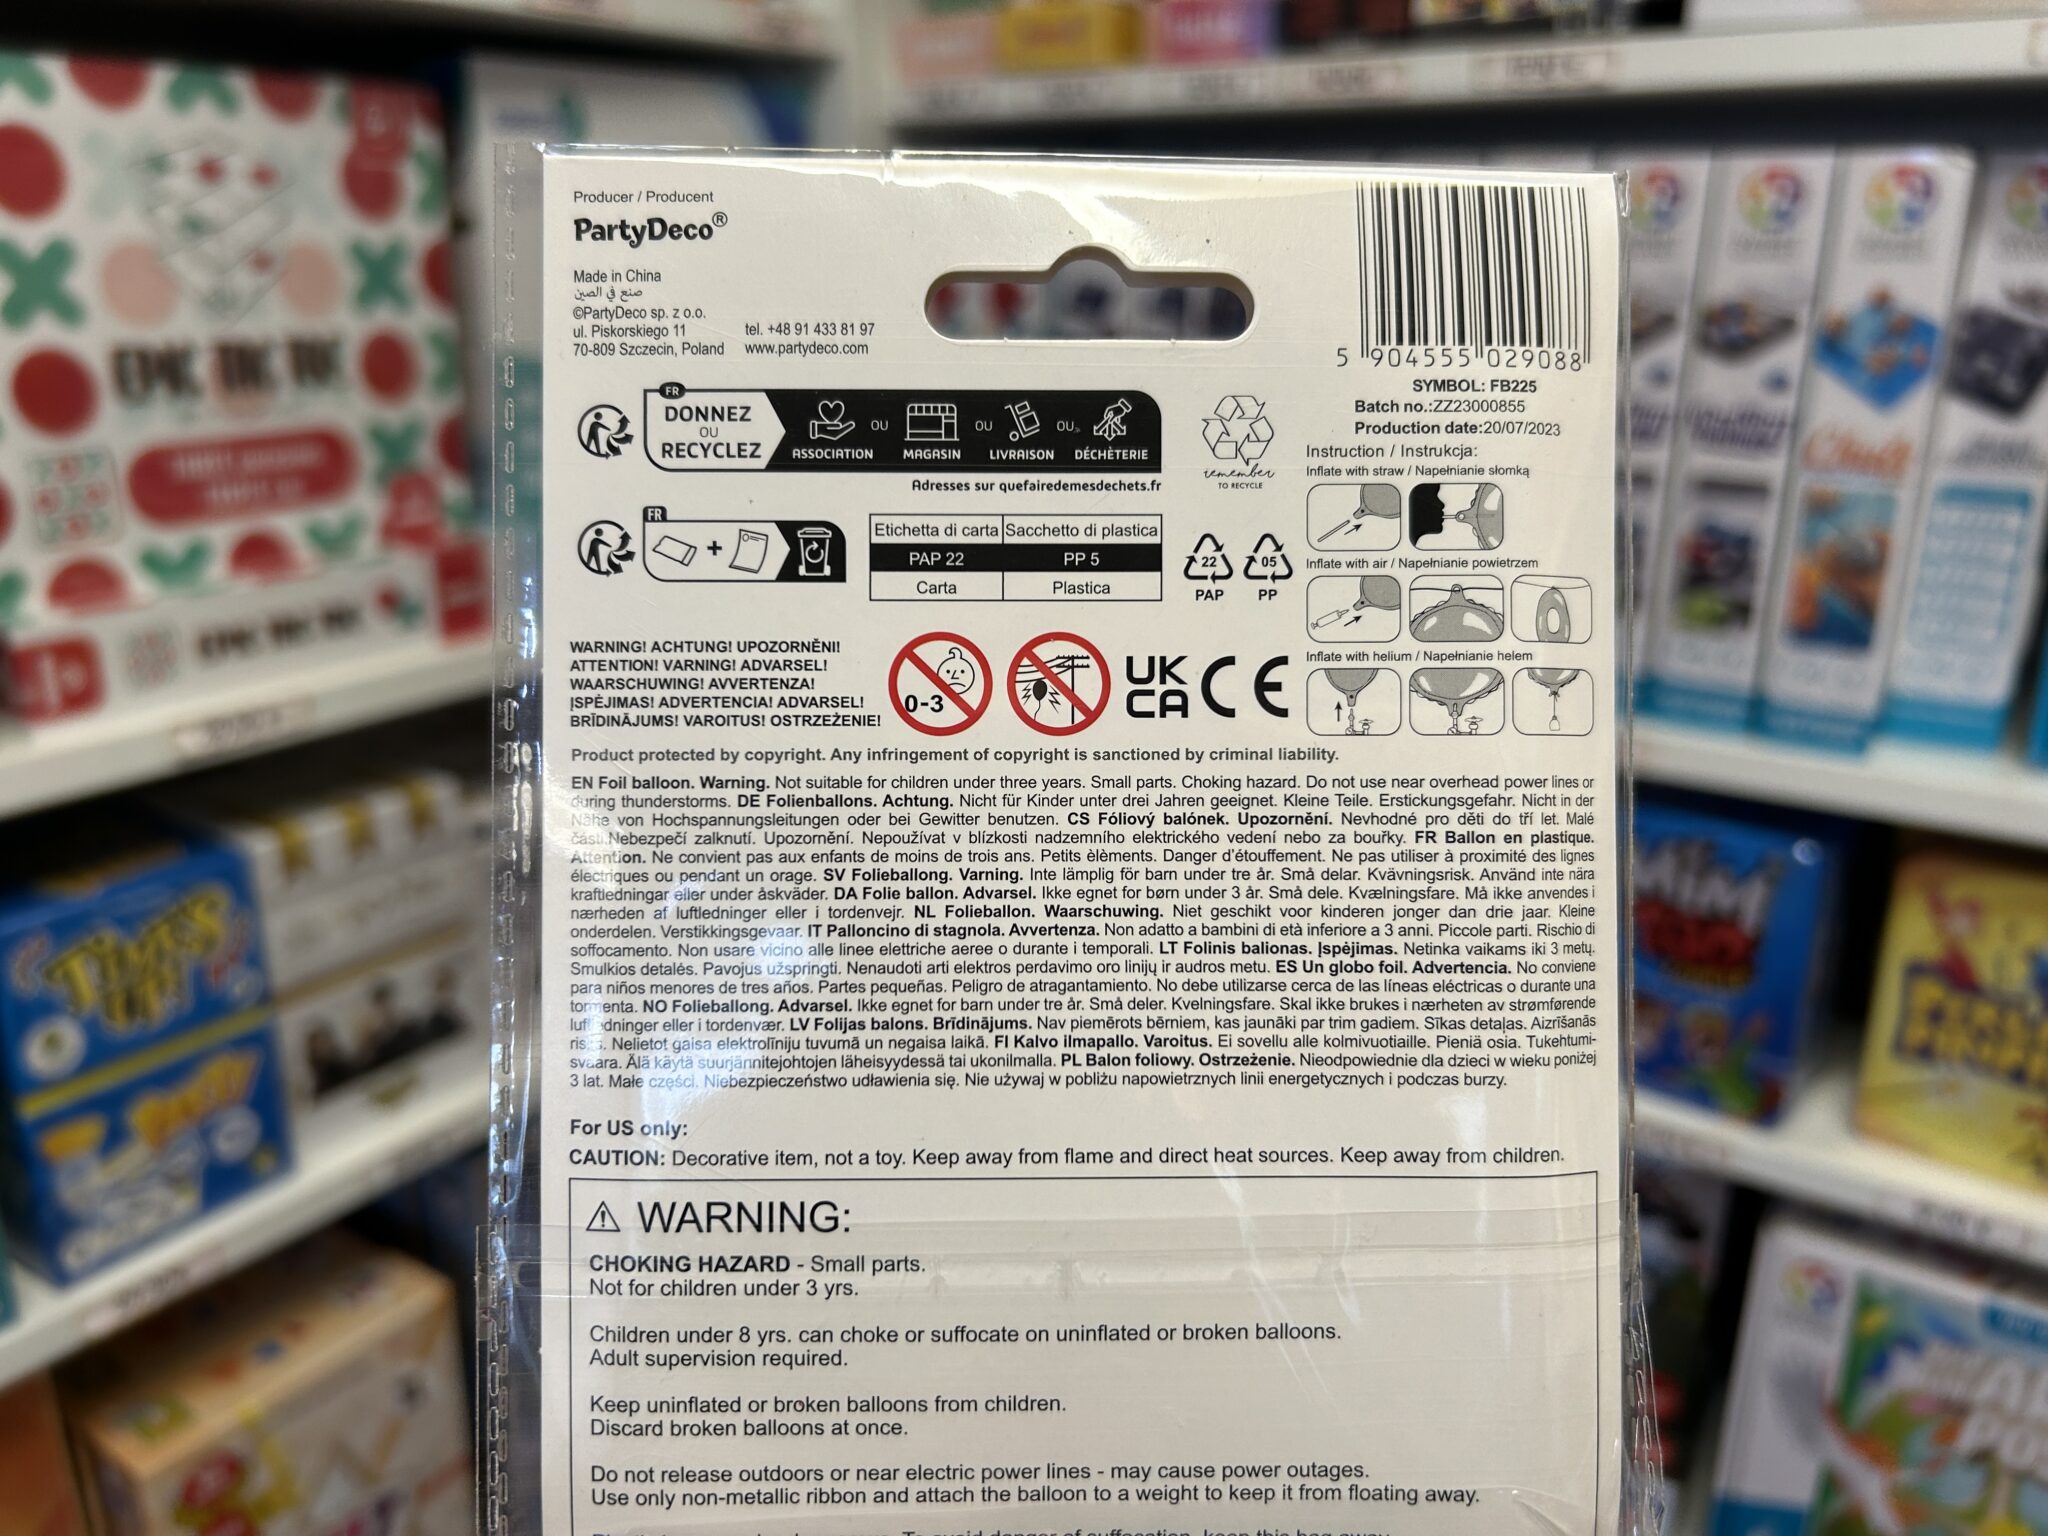 Producer / Producent
PartyDeco®
Made in China
صنع في الصين
©PartyDeco sp. z o.o.
ul. Piskorskiego 11
70-809 Szczecin, Poland
tel. +48 91 433 81 97
www.partydeco.com
5 904555 029088
SYMBOL: FB225
Batch no.:ZZ23000855
Production date:20/07/2023
FR
DONNEZ
OU
RECYCLEZ
ASSOCIATION
OU
MAGASIN
OU
LIVRAISON
OU
DÉCHÈTERIE
Adresses sur quefairedemesdechets.fr
remember
TO RECYCLE
Instruction / Instrukcja:
Inflate with straw / Napełnianie słomką
FR
+
Etichetta di carta Sacchetto di plastica
PAP 22 PP 5
Carta Plastica
22
PAP
05
PP
Inflate with air / Napełnianie powietrzem
Inflate with helium / Napełnianie helem
WARNING! ACHTUNG! UPOZORNĚNI!
ATTENTION! VARNING! ADVARSEL!
WAARSCHUWING! AVVERTENZA!
ĮSPĖJIMAS! ADVERTENCIA! ADVARSEL!
BRĪDINĀJUMS! VAROITUS! OSTRZEŻENIE!
0-3
UK
CA
CE
Product protected by copyright. Any infringement of copyright is sanctioned by criminal liability.
EN Foil balloon. Warning. Not suitable for children under three years. Small parts. Choking hazard. Do not use near overhead power lines or
during thunderstorms. DE Folienballons. Achtung. Nicht für Kinder unter drei Jahren geeignet. Kleine Teile. Erstickungsgefahr. Nicht in der
Nähe von Hochspannungsleitungen oder bei Gewitter benutzen. CS Fóliový balónek. Upozornění. Nevhodné pro děti do tří let. Malé
části.Nebezpečí zalknutí. Upozornění. Nepoužívat v blízkosti nadzemního elektrického vedení nebo za bouřky. FR Ballon en plastique.
Attention. Ne convient pas aux enfants de moins de trois ans. Petits èlèments. Danger d'étouffement. Ne pas utiliser à proximité des lignes
électriques ou pendant un orage. SV Folieballong. Varning. Inte lämplig för barn under tre år. Små delar. Kvävningsrisk. Använd inte nära
kraftledningar eller under åskväder. DA Folie ballon. Advarsel. Ikke egnet for børn under 3 år. Små dele. Kvælningsfare. Må ikke anvendes i
nærheden af luftledninger eller i tordenvejr. NL Folieballon. Waarschuwing. Niet geschikt voor kinderen jonger dan drie jaar. Kleine
onderdelen. Verstikkingsgevaar. IT Palloncino di stagnola. Avvertenza. Non adatto a bambini di età inferiore a 3 anni. Piccole parti. Rischio di
soffocamento. Non usare vicino alle linee elettriche aeree o durante i temporali. LT Folinis balionas. Įspėjimas. Netinka vaikams iki 3 metų.
Smulkios detalės. Pavojus užspringti. Nenaudoti arti elektros perdavimo oro linijų ir audros metu. ES Un globo foil. Advertencia. No conviene
para niños menores de tres años. Partes pequeñas. Peligro de atragantamiento. No debe utilizarse cerca de las líneas eléctricas o durante una
tormenta. NO Folieballong. Advarsel. Ikke egnet for barn under tre år. Små deler. Kvelningsfare. Skal ikke brukes i nærheten av strømførende
luftledninger eller i tordenvær. LV Folijas balons. Brīdinājums. Nav piemērots bērniem, kas jaunāki par trim gadiem. Sīkas detaļas. Aizrīšanās
risks. Nelietot gaisa elektrolīniju tuvumā un negaisa laikā. FI Kalvo ilmapallo. Varoitus. Ei sovellu alle kolmivuotiaille. Pieniä osia. Tukehtumi-
svaara. Älä käytä suurjännitejohtojen läheisyydessä tai ukonilmalla. PL Balon foliowy. Ostrzeżenie. Nieodpowiednie dla dzieci w wieku poniżej
3 lat. Małe części. Niebezpieczeństwo udławienia się. Nie używaj w pobliżu napowietrznych linii energetycznych i podczas burzy.
For US only:
CAUTION: Decorative item, not a toy. Keep away from flame and direct heat sources. Keep away from children.
WARNING:
CHOKING HAZARD - Small parts.
Not for children under 3 yrs.
Children under 8 yrs. can choke or suffocate on uninflated or broken balloons.
Adult supervision required.
Keep uninflated or broken balloons from children.
Discard broken balloons at once.
Do not release outdoors or near electric power lines - may cause power outages.
Use only non-metallic ribbon and attach the balloon to a weight to keep it from floating away.
EPIC TIC TAC
TIME'S
UP!
PARTY